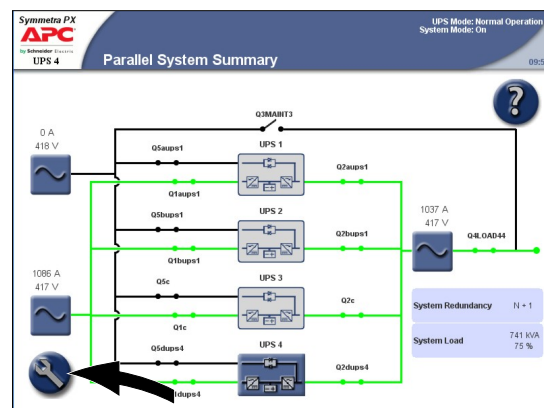 Symmetra PX
APC
by Schneider Electric
UPS 4
Parallel System Summary
UPS Mode: Normal Operation
System Mode: On
09:5
Q3MAINT3
0 A
418 V
Q5aups1
UPS 1
Q2aups1
Q1aups1
Q5bups1
UPS 2
Q2bups1
Q1bups1
1037 A
417 V
Q4LOAD44
1086 A
417 V
Q5c
UPS 3
Q2c
Q1c
System Redundancy N + 1
Q5dups4
UPS 4
Q2dups4
System Load 741 kVA
75 %
1dups4